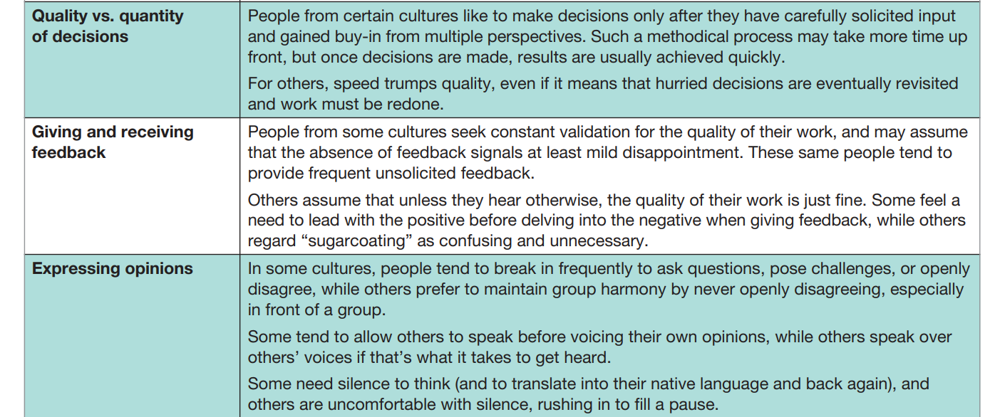 Quality vs. quantity
of decisions
People from certain cultures like to make decisions only after they have carefully solicited input
and gained buy-in from multiple perspectives. Such a methodical process may take more time up
front, but once decisions are made, results are usually achieved quickly.
For others, speed trumps quality, even if it means that hurried decisions are eventually revisited
and work must be redone.
Giving and receiving
feedback
People from some cultures seek constant validation for the quality of their work, and may assume
that the absence of feedback signals at least mild disappointment. These same people tend to
provide frequent unsolicited feedback.
Others assume that unless they hear otherwise, the quality of their work is just fine. Some feel a
need to lead with the positive before delving into the negative when giving feedback, while others
regard “sugarcoating” as confusing and unnecessary.
Expressing opinions
In some cultures, people tend to break in frequently to ask questions, pose challenges, or openly
disagree, while others prefer to maintain group harmony by never openly disagreeing, especially
in front of a group.
Some tend to allow others to speak before voicing their own opinions, while others speak over
others’ voices if that’s what it takes to get heard.
Some need silence to think (and to translate into their native language and back again), and
others are uncomfortable with silence, rushing in to fill a pause.